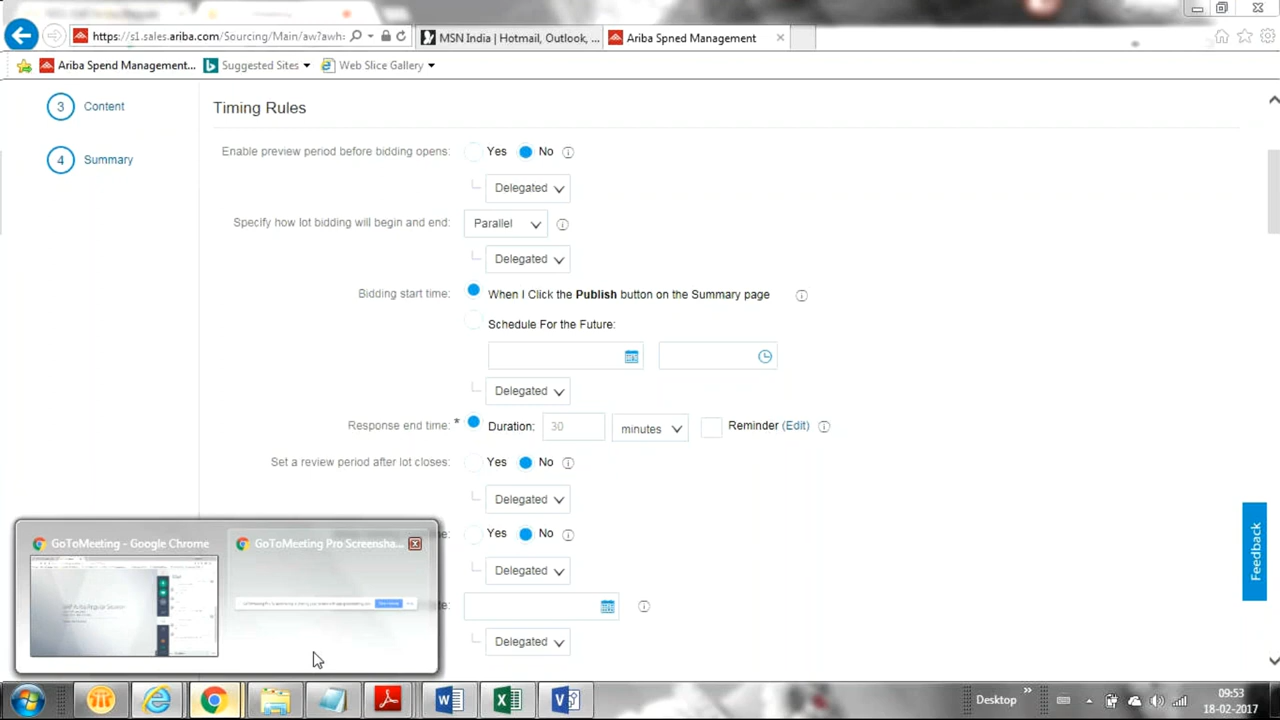 https://s1.sales.ariba.com/Sourcing/Main/aw?awh:
MSN India | Hotmail, Outlook, ...
Ariba Spned Management
Ariba Spend Management...
Suggested Sites
Web Slice Gallery
3 Content
4 Summary
Timing Rules
Enable preview period before bidding opens: Yes No
Delegated
Specify how lot bidding will begin and end: Parallel
Delegated
Bidding start time: When I Click the Publish button on the Summary page
Schedule For the Future:
Delegated
Response end time: * Duration: 30 minutes Reminder (Edit)
Set a review period after lot closes: Yes No
Delegated
Yes No
Delegated
Delegated
Feedback
GoToMeeting - Google Chrome
GoToMeeting Pro Screensha...
Desktop
09:53
18-02-2017